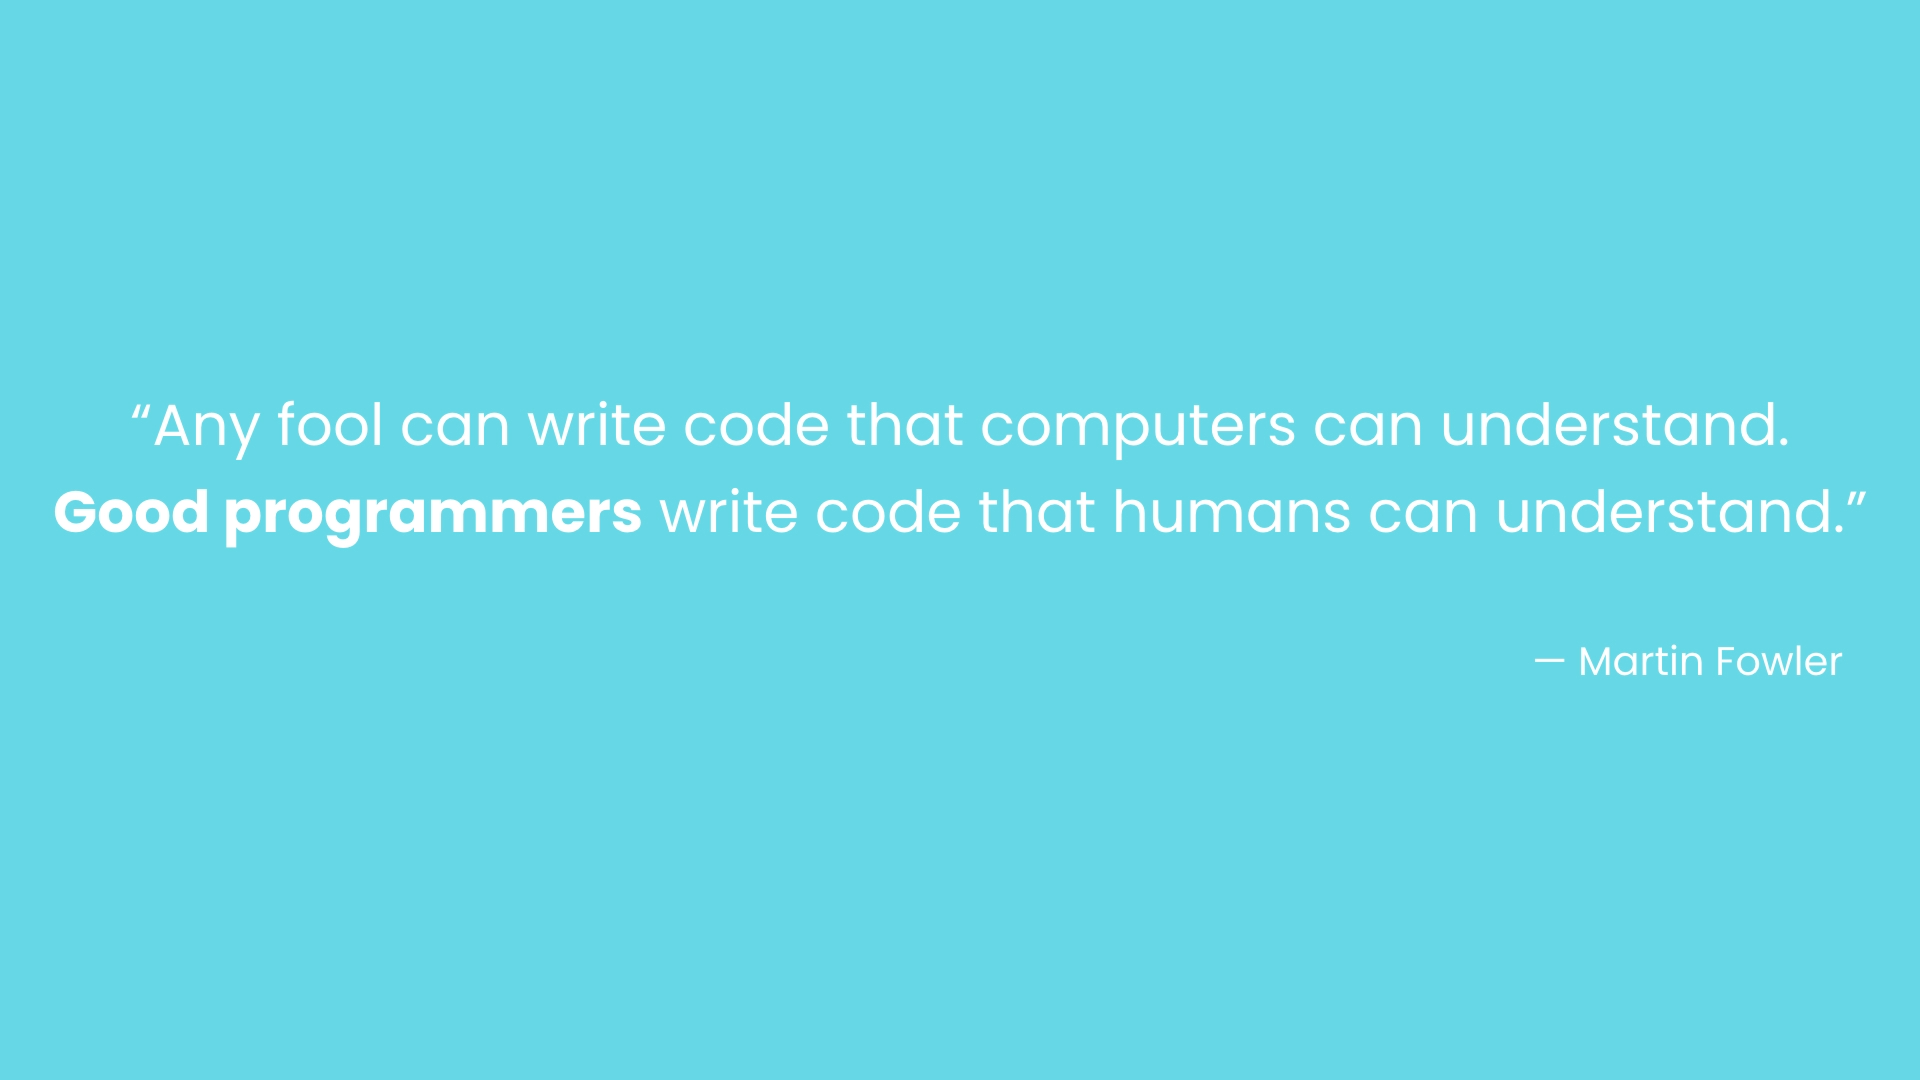 “Any fool can write code that computers can understand.
Good programmers write code that humans can understand.”
— Martin Fowler